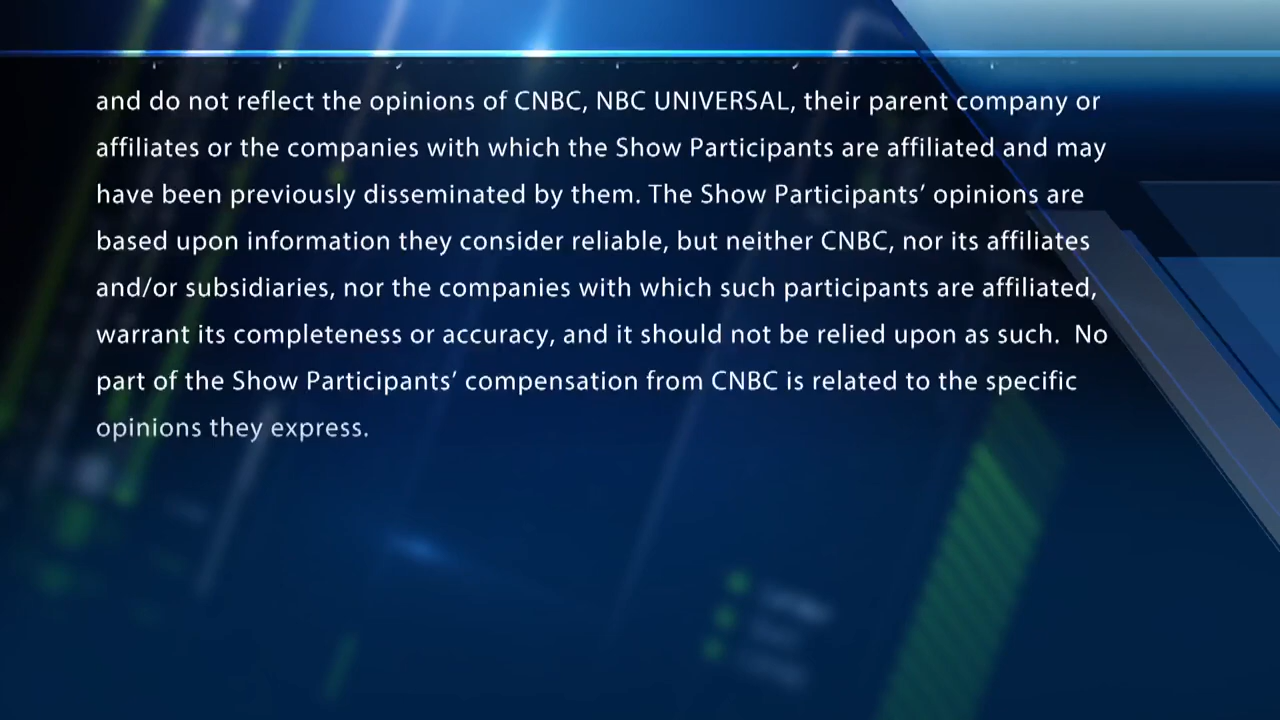 and do not reflect the opinions of CNBC, NBC UNIVERSAL, their parent company or
affiliates or the companies with which the Show Participants are affiliated and may
have been previously disseminated by them. The Show Participants’ opinions are
based upon information they consider reliable, but neither CNBC, nor its affiliates
and/or subsidiaries, nor the companies with which such participants are affiliated,
warrant its completeness or accuracy, and it should not be relied upon as such.  No
part of the Show Participants’ compensation from CNBC is related to the specific
opinions they express.